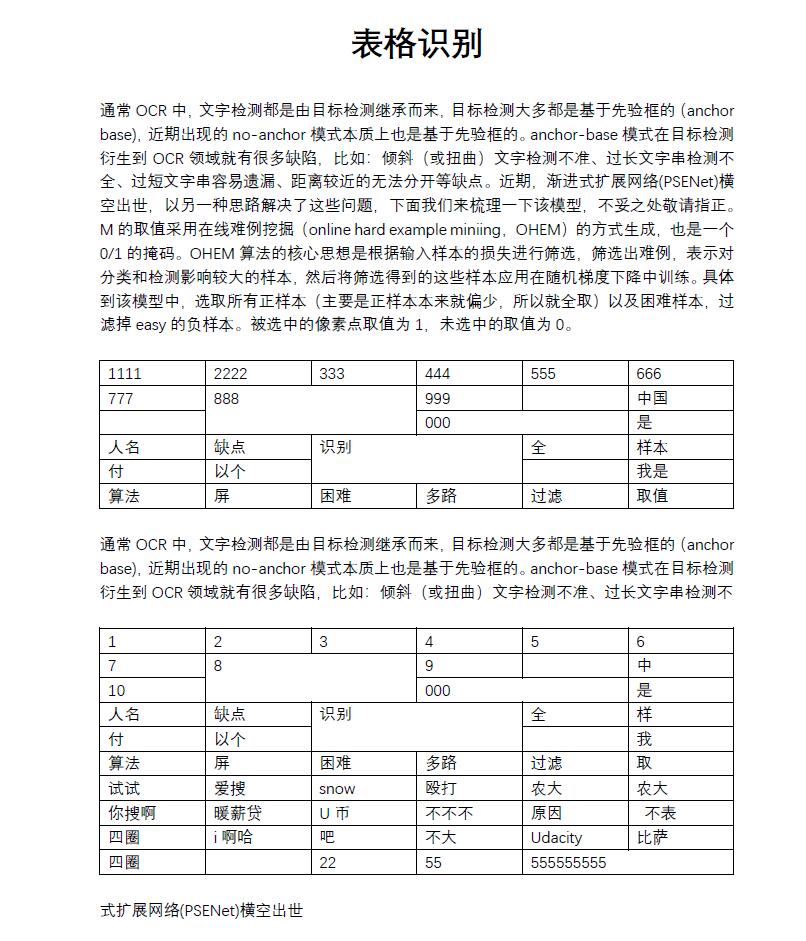 表格识别
通常 OCR 中，文字检测都是由目标检测继承而来，目标检测大多都是基于先验框的（anchor
base)，近期出现的 no-anchor 模式本质上也是基于先验框的。anchor-base 模式在目标检测
衍生到 OCR 领域就有很多缺陷，比如：倾斜（或扭曲）文字检测不准、过长文字串检测不
全、过短文字串容易遗漏、距离较近的无法分开等缺点。近期，渐进式扩展网络(PSENet)横
空出世，以另一种思路解决了这些问题，下面我们来梳理一下该模型，不妥之处敬请指正。
M 的取值采用在线难例挖掘（online hard example miniing，OHEM）的方式生成，也是一个
0/1 的掩码。OHEM 算法的核心思想是根据输入样本的损失进行筛选，筛选出难例，表示对
分类和检测影响较大的样本，然后将筛选得到的这些样本应用在随机梯度下降中训练。具体
到该模型中，选取所有正样本（主要是正样本本来就偏少，所以就全取）以及困难样本，过
滤掉 easy 的负样本。被选中的像素点取值为 1，未选中的取值为 0。
1111 2222 333 444 555 666
777 888 999 中国
000 是
人名 缺点 识别 全 样本
付 以个 我是
算法 屏 困难 多路 过滤 取值
通常 OCR 中，文字检测都是由目标检测继承而来，目标检测大多都是基于先验框的（anchor
base)，近期出现的 no-anchor 模式本质上也是基于先验框的。anchor-base 模式在目标检测
衍生到 OCR 领域就有很多缺陷，比如：倾斜（或扭曲）文字检测不准、过长文字串检测不
1 2 3 4 5 6
7 8 9 中
10 000 是
人名 缺点 识别 全 样
付 以个 我
算法 屏 困难 多路 过滤 取
试试 爱搜 snow 殴打 农大 农大
你搜啊 暖薪贷 U 币 不不不 原因 不表
四圈 i 啊哈 吧 不大 Udacity 比萨
四圈 22 55 555555555
式扩展网络(PSENet)横空出世